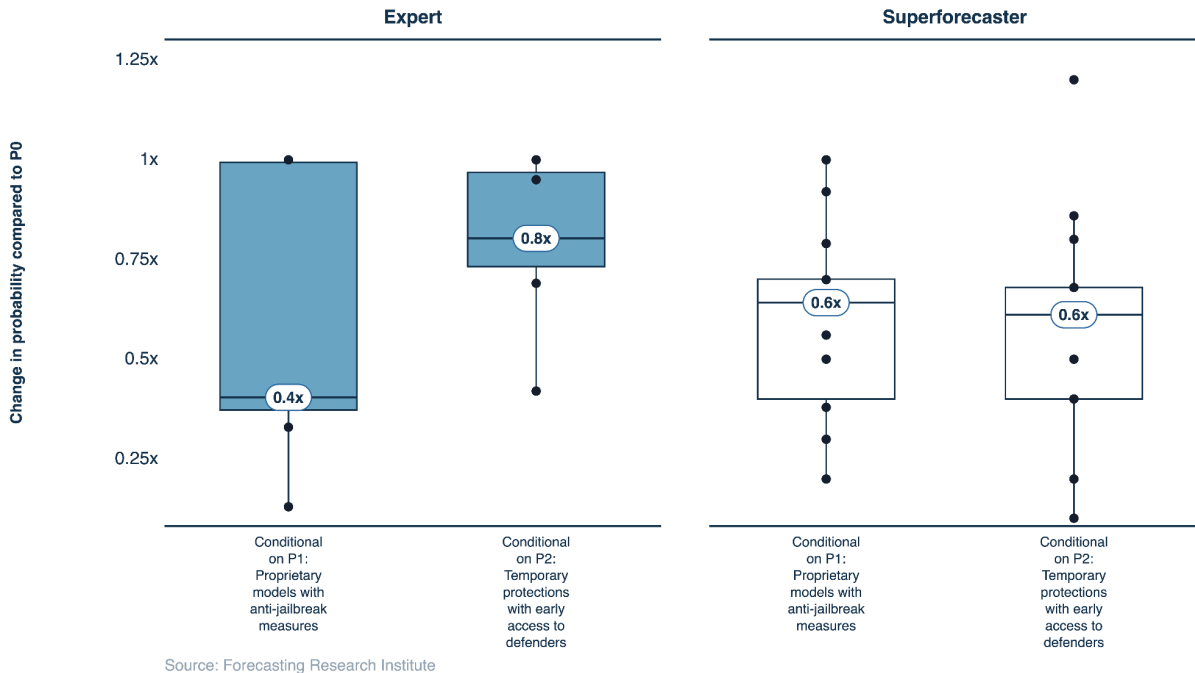 Expert
Superforecaster
Change in probability compared to P0
1.25x
1x
0.75x
0.5x
0.25x
0.4x
0.8x
0.6x
0.6x
Conditional
on P1:
Proprietary
models with
anti-jailbreak
measures
Conditional
on P2:
Temporary
protections
with early
access to
defenders
Conditional
on P1:
Proprietary
models with
anti-jailbreak
measures
Conditional
on P2:
Temporary
protections
with early
access to
defenders
Source: Forecasting Research Institute